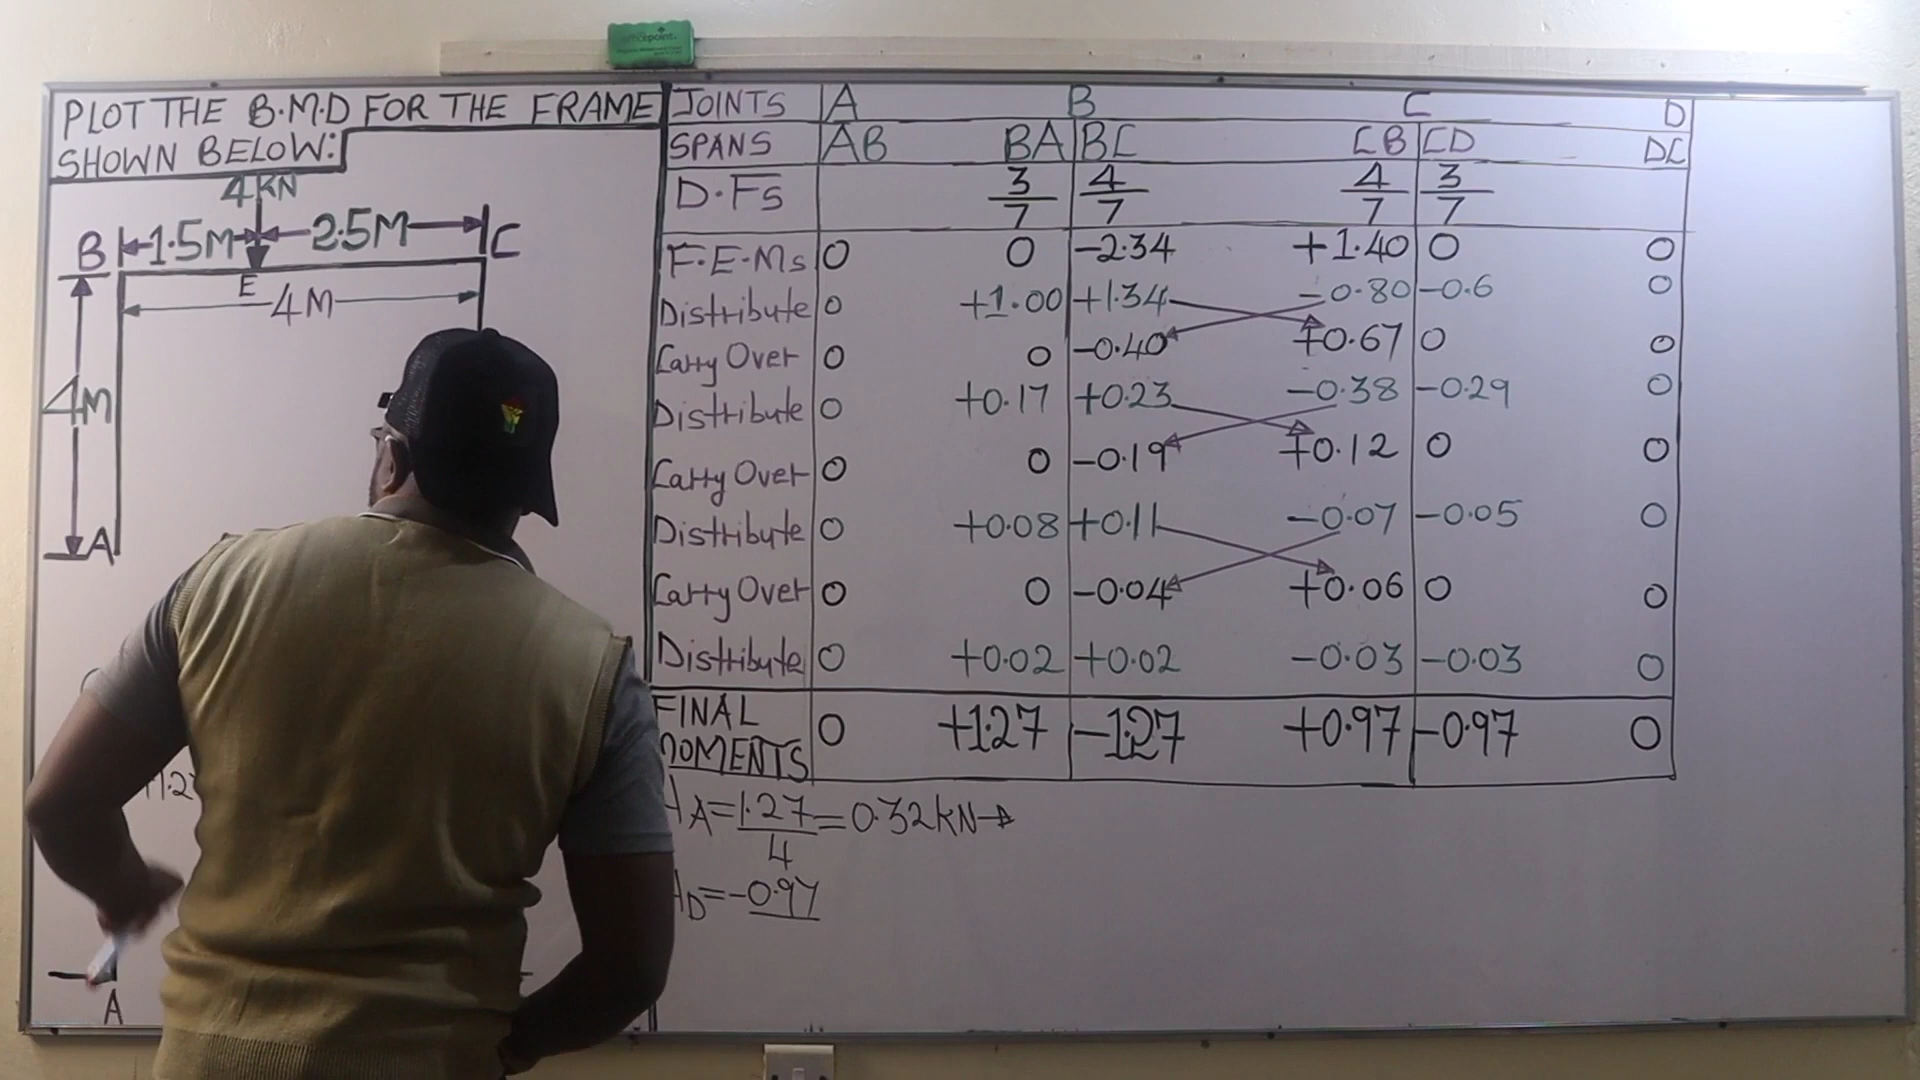 officepoint.
PLOT THE B.M.D FOR THE FRAME
SHOWN BELOW:
4KN
B 1.5M 2.5M C
E
4M
4M
A
+1.27
A
JOINTS A B C D
SPANS AB BA BC CB CD DC
D.Fs 3/7 4/7 4/7 3/7
F.E.Ms 0 0 -2.34 +1.40 0 0
Distribute 0 +1.00 +1.34 -0.80 -0.6 0
Carry Over 0 0 -0.40 +0.67 0 0
Distribute 0 +0.17 +0.23 -0.38 -0.29 0
Carry Over 0 0 -0.19 +0.12 0 0
Distribute 0 +0.08 +0.11 -0.07 -0.05 0
Carry Over 0 0 -0.04 +0.06 0 0
Distribute 0 +0.02 +0.02 -0.03 -0.03 0
FINAL
MOMENTS 0 +1.27 -1.27 +0.97 -0.97 0
A=1.27/4=0.32KN→
D=-0.97